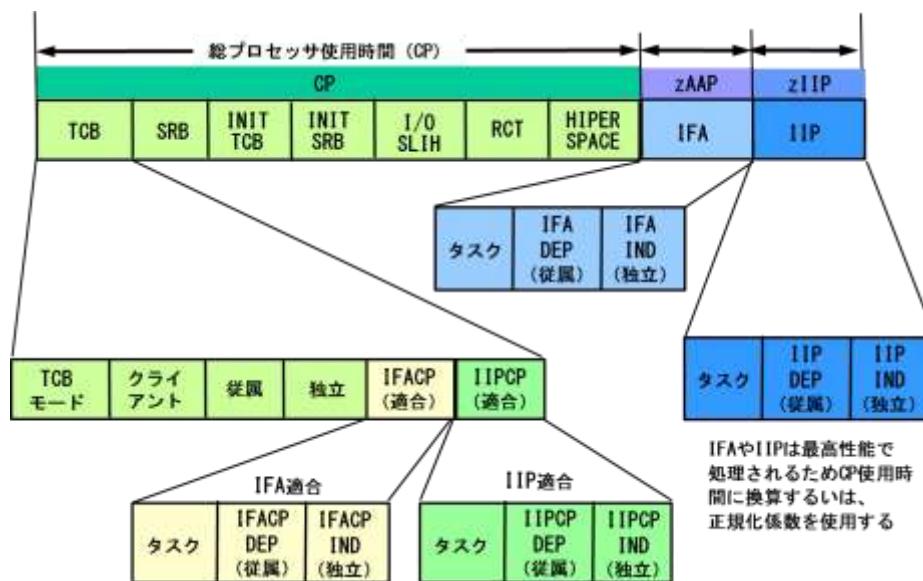 総プロセッサ使用時間(CP)
CP
zAAP
zIIP
TCB
SRB
INIT
TCB
INIT
SRB
I/O
SLIH
RCT
HIPER
SPACE
IFA
IIP
タスク
IFA
DEP
(従属)
IFA
IND
(独立)
タスク
IIP
DEP
(従属)
IIP
IND
(独立)
TCB
モード
クライ
アント
従属
独立
IFACP
(適合)
IIPCP
(適合)
IFAやIIPは最高性能で
処理されるためCP使用時
間に換算するいは、
正規化係数を使用する
IFA適合
タスク
IFACP
DEP
(従属)
IFACP
IND
(独立)
IIP適合
タスク
IIPCP
DEP
(従属)
IIPCP
IND
(独立)